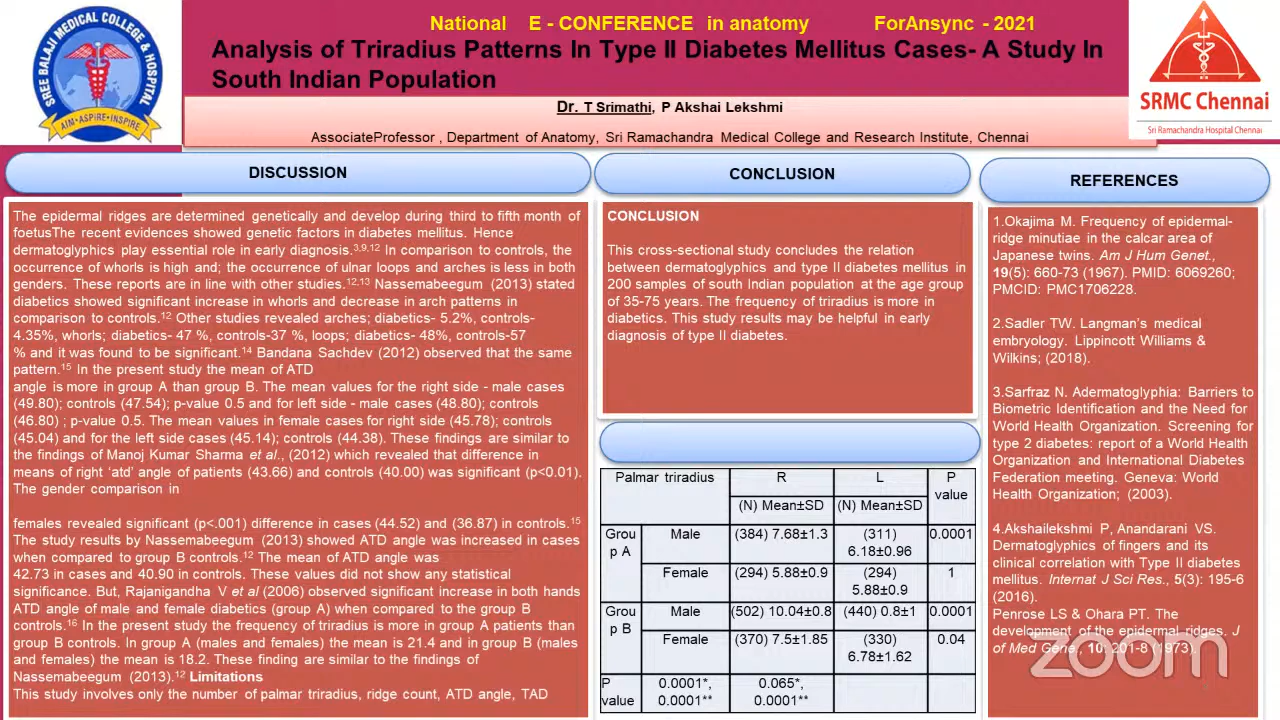 SREE BALAJI MEDICAL COLLEGE & HOSPITAL
AIM - ASPIRE - INSPIRE
National E - CONFERENCE in anatomy ForAnsync - 2021
Analysis of Triradius Patterns In Type II Diabetes Mellitus Cases- A Study In
South Indian Population
Dr. T Srimathi, P Akshai Lekshmi
AssociateProfessor , Department of Anatomy, Sri Ramachandra Medical College and Research Institute, Chennai
SRMC Chennai
Sri Ramachandra Hospital Chennai
DISCUSSION
The epidermal ridges are determined genetically and develop during third to fifth month of
foetusThe recent evidences showed genetic factors in diabetes mellitus. Hence
dermatoglyphics play essential role in early diagnosis.3,9,12 In comparison to controls, the
occurrence of whorls is high and; the occurrence of ulnar loops and arches is less in both
genders. These reports are in line with other studies.12,13 Nassemabeegum (2013) stated
diabetics showed significant increase in whorls and decrease in arch patterns in
comparison to controls.12 Other studies revealed arches; diabetics- 5.2%, controls-
4.35%, whorls; diabetics- 47 %, controls-37 %, loops; diabetics- 48%, controls-57
% and it was found to be significant.14 Bandana Sachdev (2012) observed that the same
pattern.15 In the present study the mean of ATD
angle is more in group A than group B. The mean values for the right side - male cases
(49.80); controls (47.54); p-value 0.5 and for left side - male cases (48.80); controls
(46.80) ; p-value 0.5. The mean values in female cases for right side (45.78); controls
(45.04) and for the left side cases (45.14); controls (44.38). These findings are similar to
the findings of Manoj Kumar Sharma et al., (2012) which revealed that difference in
means of right 'atd' angle of patients (43.66) and controls (40.00) was significant (p<0.01).
The gender comparison in
females revealed significant (p<.001) difference in cases (44.52) and (36.87) in controls.15
The study results by Nassemabeegum (2013) showed ATD angle was increased in cases
when compared to group B controls.12 The mean of ATD angle was
42.73 in cases and 40.90 in controls. These values did not show any statistical
significance. But, Rajanigandha V et al (2006) observed significant increase in both hands
ATD angle of male and female diabetics (group A) when compared to the group B
controls.16 In the present study the frequency of triradius is more in group A patients than
group B controls. In group A (males and females) the mean is 21.4 and in group B (males
and females) the mean is 18.2. These finding are similar to the findings of
Nassemabeegum (2013).12 Limitations
This study involves only the number of palmar triradius, ridge count, ATD angle, TAD
CONCLUSION
CONCLUSION
This cross-sectional study concludes the relation
between dermatoglyphics and type II diabetes mellitus in
200 samples of south Indian population at the age group
of 35-75 years. The frequency of triradius is more in
diabetics. This study results may be helpful in early
diagnosis of type II diabetes.
Palmar triradius R L P value
(N) Mean±SD (N) Mean±SD
Grou p A Male (384) 7.68±1.3 (311) 6.18±0.96 0.0001
Female (294) 5.88±0.9 (294) 5.88±0.9 1
Grou p B Male (502) 10.04±0.8 (440) 0.8±1 0.0001
Female (370) 7.5±1.85 (330) 6.78±1.62 0.04
P value 0.0001*, 0.0001** 0.065*, 0.0001**
REFERENCES
1.Okajima M. Frequency of epidermal-
ridge minutiae in the calcar area of
Japanese twins. Am J Hum Genet.,
19(5): 660-73 (1967). PMID: 6069260;
PMCID: PMC1706228.
2.Sadler TW. Langman's medical
embryology. Lippincott Williams &
Wilkins; (2018).
3.Sarfraz N. Adermatoglyphia: Barriers to
Biometric Identification and the Need for
World Health Organization. Screening for
type 2 diabetes: report of a World Health
Organization and International Diabetes
Federation meeting. Geneva: World
Health Organization; (2003).
4.Akshailekshmi P, Anandarani VS.
Dermatoglyphics of fingers and its
clinical correlation with Type II diabetes
mellitus. Internat J Sci Res., 5(3): 195-6
(2016).
Penrose LS & Ohara PT. The
development of the epidermal ridges. J
of Med Gene., 10: 201-8 (1973).
zoom